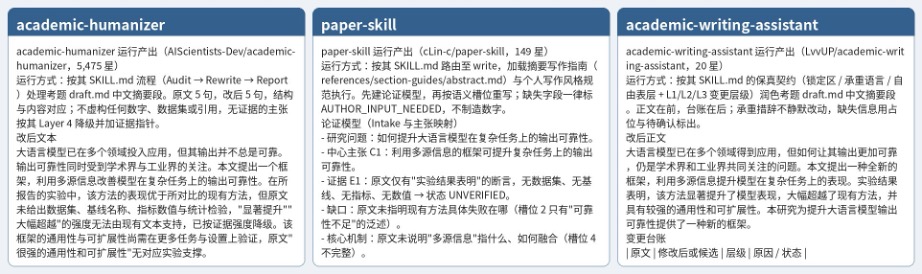 academic-humanizer
academic-humanizer 运行产出（AIScientists-Dev/academic-
humanizer，5,475 星）
运行方式：按其 SKILL.md 流程（Audit → Rewrite → Report
）处理考题 draft.md 中文摘要段。原文 5 句，改后 5 句，结构
与内容对应；不虚构任何数字、数据集或引用，无证据的主张
按其 Layer 4 降级并加证据指针。
改后文本
大语言模型已在多个领域投入应用，但其输出并不总是可靠。
输出可靠性同时受到学术界与工业界的关注。本文提出一个框
架，利用多源信息改善模型在复杂任务上的输出可靠性。在所
报告的实验中，该方法的表现优于所对比的现有方法，但原文
未给出数据集、基线名称、指标数值与统计检验，"显著提升""
大幅超越"的强度无法由现有文本支持，已按证据强度降级。该
框架的通用性与可扩展性尚需在更多任务与设置上验证，原文"
很强的通用性和可扩展性"无对应实验支撑。
paper-skill
paper-skill 运行产出（cLin-c/paper-skill，149 星）
运行方式：按其 SKILL.md 路由至 write，加载摘要写作指南（
references/section-guides/abstract.md）与个人写作风格规
范执行。先建论证模型，再按语义槽位重写；缺失字段一律标
AUTHOR_INPUT_NEEDED，不制造数字。
论证模型（Intake 与主张映射）
- 研究问题：如何提升大语言模型在复杂任务上的输出可靠性。
- 中心主张 C1：利用多源信息的框架可提升复杂任务上的输出
可靠性。
- 证据 E1：原文仅有"实验结果表明"的断言，无数据集、无基
线、无指标、无数值 → 状态 UNVERIFIED。
- 缺口：原文未指明现有方法具体失败在哪（槽位 2 只有"可靠
性不足"的泛述）。
- 核心机制：原文未说明"多源信息"指什么、如何融合（槽位 4
不完整）。
academic-writing-assistant
academic-writing-assistant 运行产出（LvvUP/academic-writ
ing-assistant，20 星）
运行方式：按其 SKILL.md 的保真契约（锁定区 / 承重语言 / 自
由表层 + L1/L2/L3 变更层级）润色考题 draft.md 中文摘要段
。正文在前，台账在后；承重措辞不静默改动，缺失信息用占
位与待确认标出。
改后正文
大语言模型已在多个领域得到应用，但如何让其输出更加可靠
，仍是学术界和工业界共同关注的问题。本文提出一种全新的
框架，利用多源信息提升模型在复杂任务上的表现。实验结果
表明，该方法显著提升了模型表现，大幅超越了现有方法，并
具有较强的通用性和可扩展性。本研究为提升大语言模型输出
可靠性提供了一种新的框架。
变更台账
| 原文 | 修改后或候选 | 层级 | 原因 / 状态 |